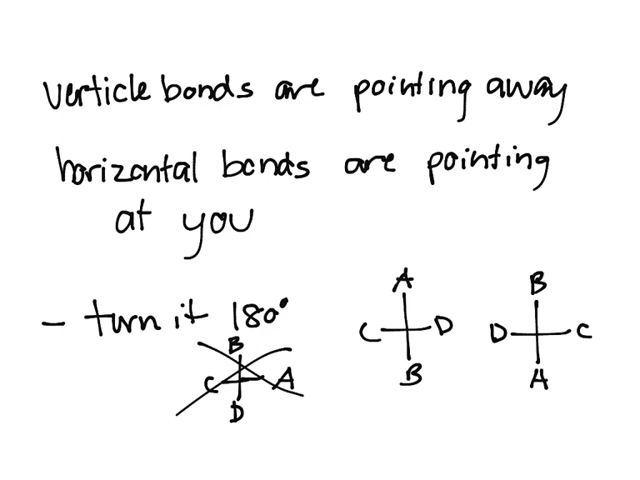 verticle bonds are pointing away
horizontal bonds are pointing
at you
- turn it 180°
B
C A
D
A
C D
B
B
D C
A